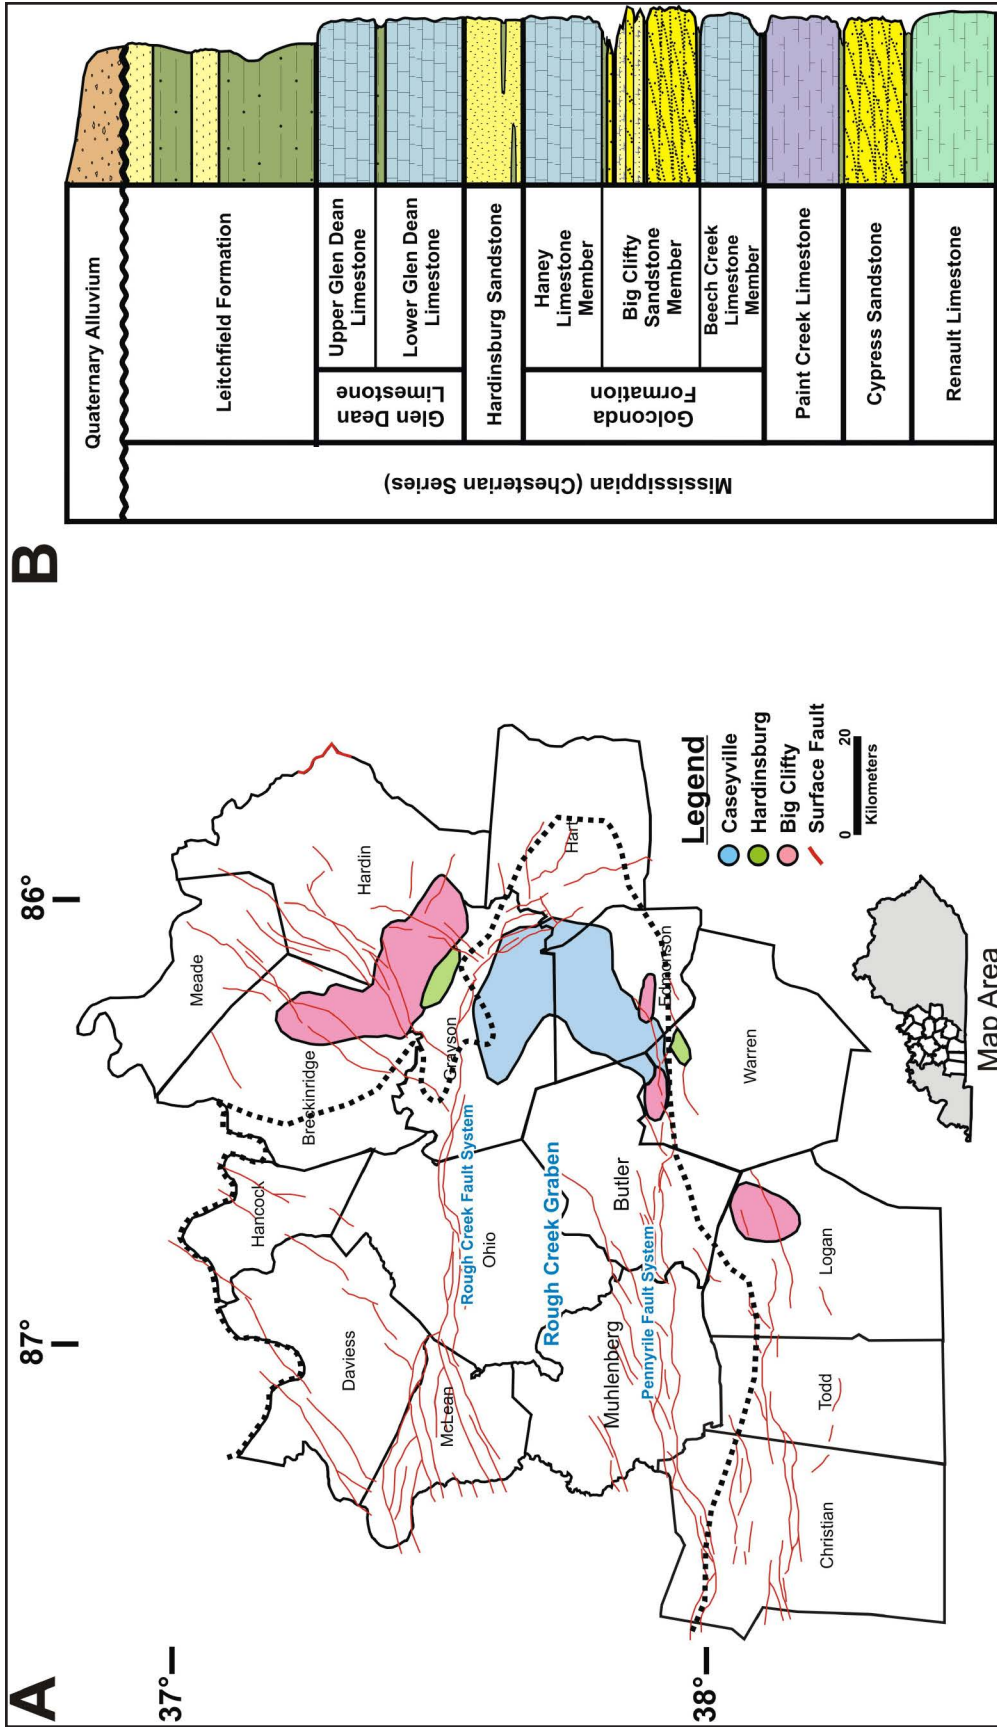 A
87°
86°
37°
38°
Meade
Breckinridge
Hancock
Hardin
Daviess
Grayson
McLean
Rough Creek Fault System
Ohio
Hart
Rough Creek Graben
Muhlenberg
Butler
Edmonson
Pennyrile Fault System
Warren
Christian
Todd
Logan
Legend
Caseyville
Hardinsburg
Big Clifty
Surface Fault
0
20
Kilometers
Map Area
B
Quaternary Alluvium
Mississippian (Chesterian Series)
Leitchfield Formation
Glen Dean
Limestone
Upper Glen Dean
Limestone
Lower Glen Dean
Limestone
Hardinsburg Sandstone
Golconda
Formation
Haney
Limestone
Member
Big Clifty
Sandstone
Member
Beech Creek
Limestone
Member
Paint Creek Limestone
Cypress Sandstone
Renault Limestone